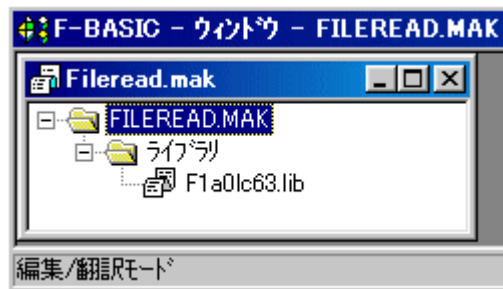 F-BASIC - ｳｨﾝﾄﾞｳ - FILEREAD.MAK
Fileread.mak
FILEREAD.MAK
ﾗｲﾌﾞﾗﾘ
F1a0lc63.lib
編集/翻訳ﾓｰﾄﾞ